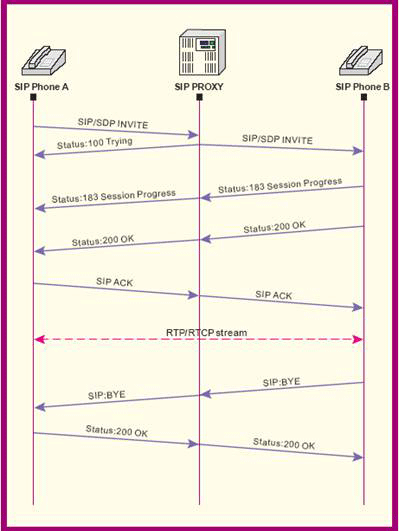 SIP Phone A
SIP PROXY
SIP Phone B
SIP/SDP INVITE
Status:100 Trying
SIP/SDP INVITE
Status:183 Session Progress
Status:183 Session Progress
Status:200 OK
Status:200 OK
SIP ACK
SIP ACK
RTP/RTCP stream
SIP:BYE
SIP:BYE
Status:200 OK
Status:200 OK